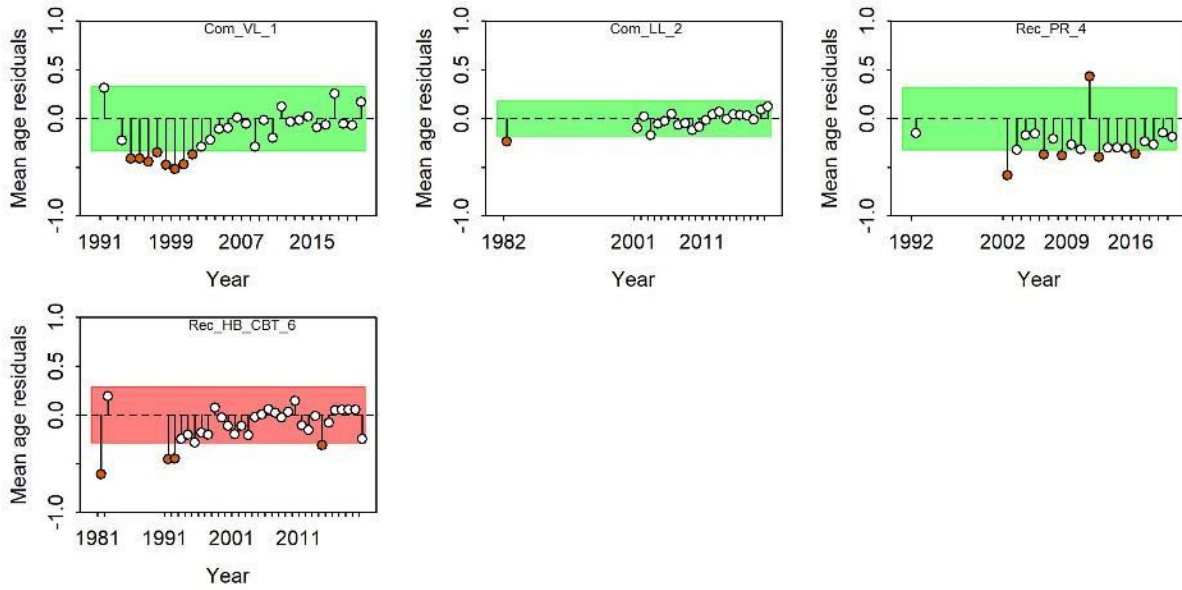 Com_VL_1
Mean age residuals
1.0
0.5
0.0
-1.0
1991 1999 2007 2015
Year
Com_LL_2
Mean age residuals
1.0
0.5
0.0
-1.0
1982 2001 2011
Year
Rec_PR_4
Mean age residuals
1.0
0.5
0.0
-1.0
1992 2002 2009 2016
Year
Rec_HB_CBT_6
Mean age residuals
1.0
0.5
0.0
-1.0
1981 1991 2001 2011
Year